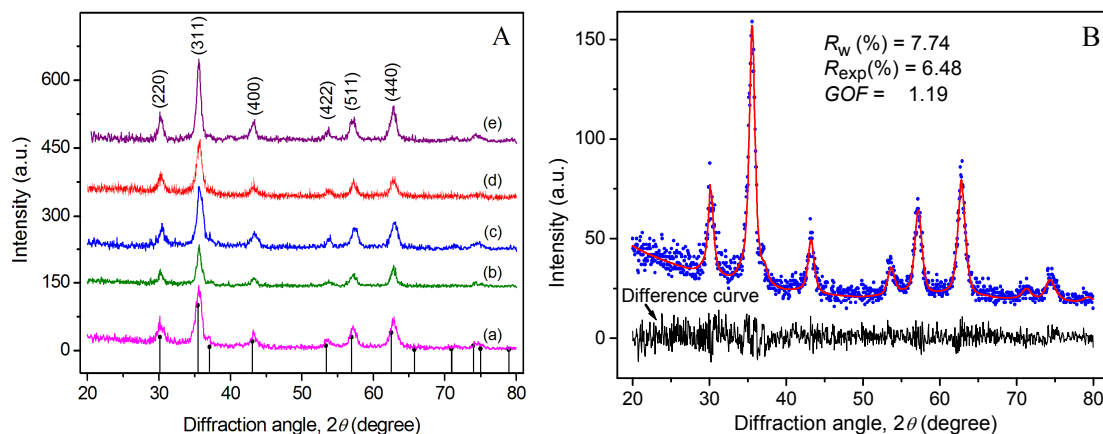 A
(311)
(220)
(400)
(422)
(511)
(440)
(e)
(d)
(c)
(b)
(a)
600
450
300
150
0
Intensity (a.u.)
20 30 40 50 60 70 80
Diffraction angle, 2θ (degree)
B
Rw (%) = 7.74
Rexp(%) = 6.48
GOF = 1.19
Difference curve
150
100
50
0
Intensity (a.u.)
20 30 40 50 60 70 80
Diffraction angle, 2θ (degree)